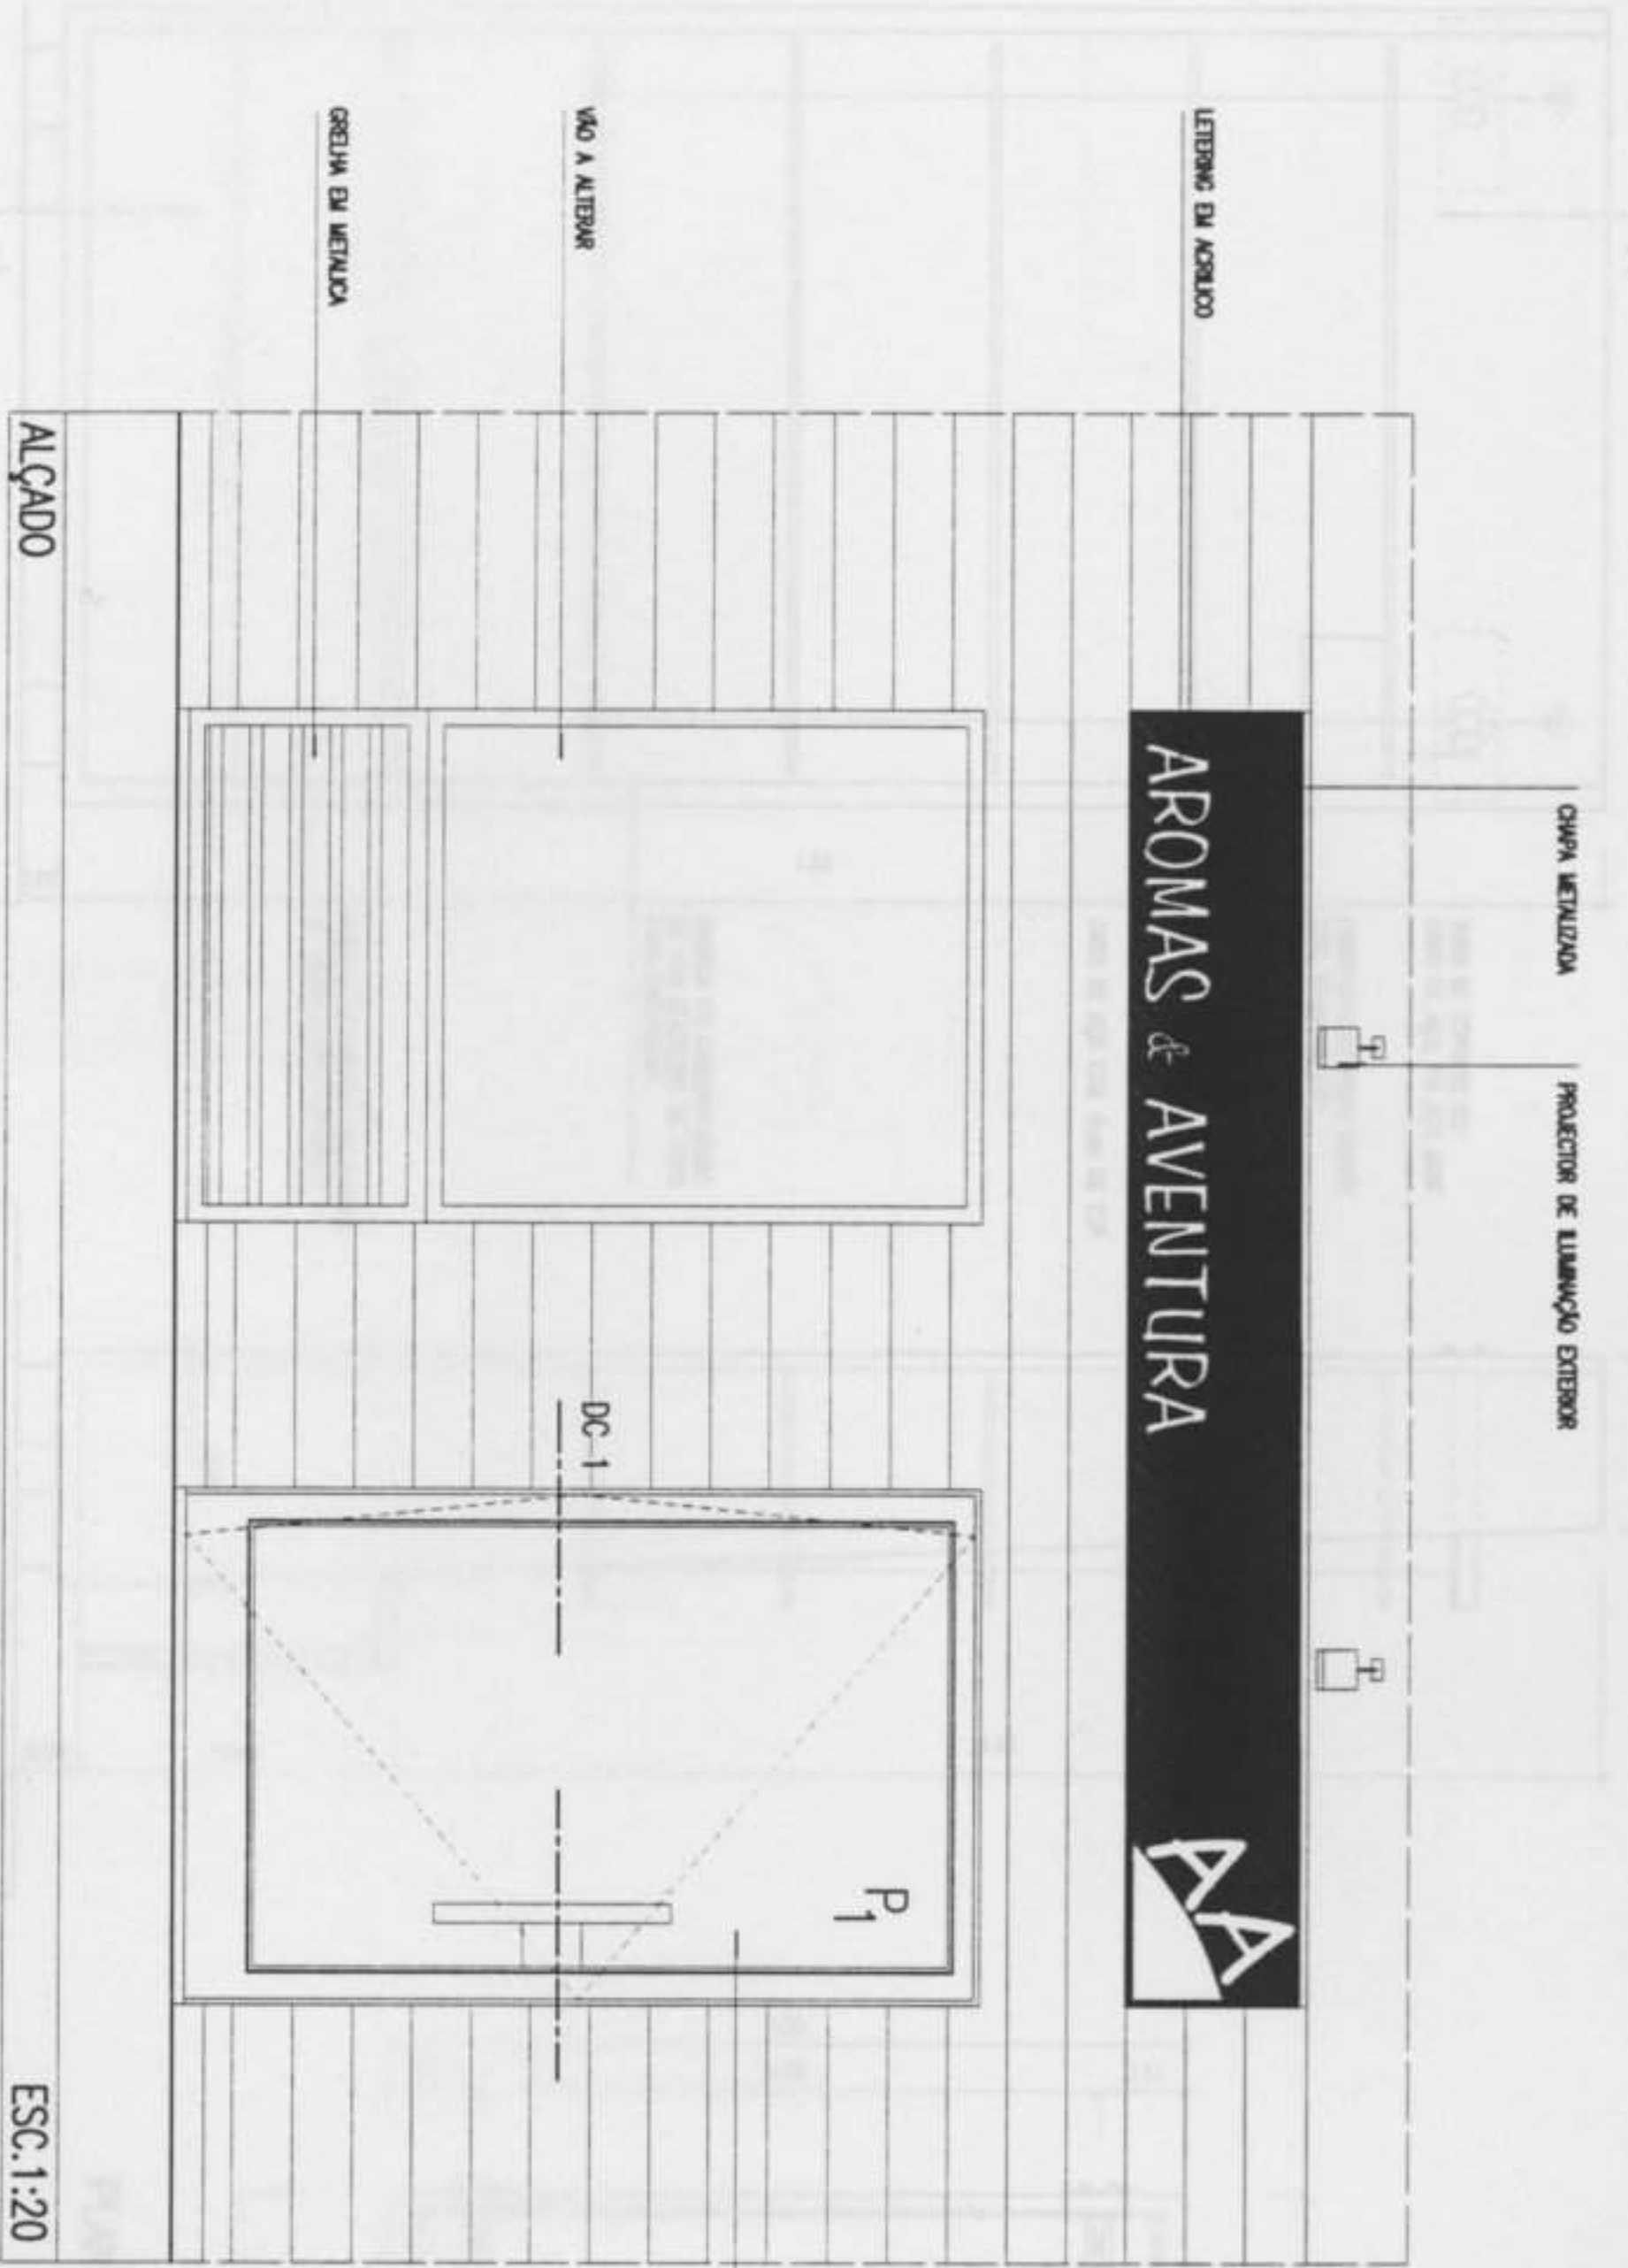 CHAPA METALIZADA
PROJECTOR DE ILUMINAÇÃO EXTERIOR
LETERING EM ACRILICO
AROMAS & AVENTURA
AA
VÃO A ALTERAR
DC-1
P1
GRELHA EM METALICA
ALÇADO
ESC.1:20